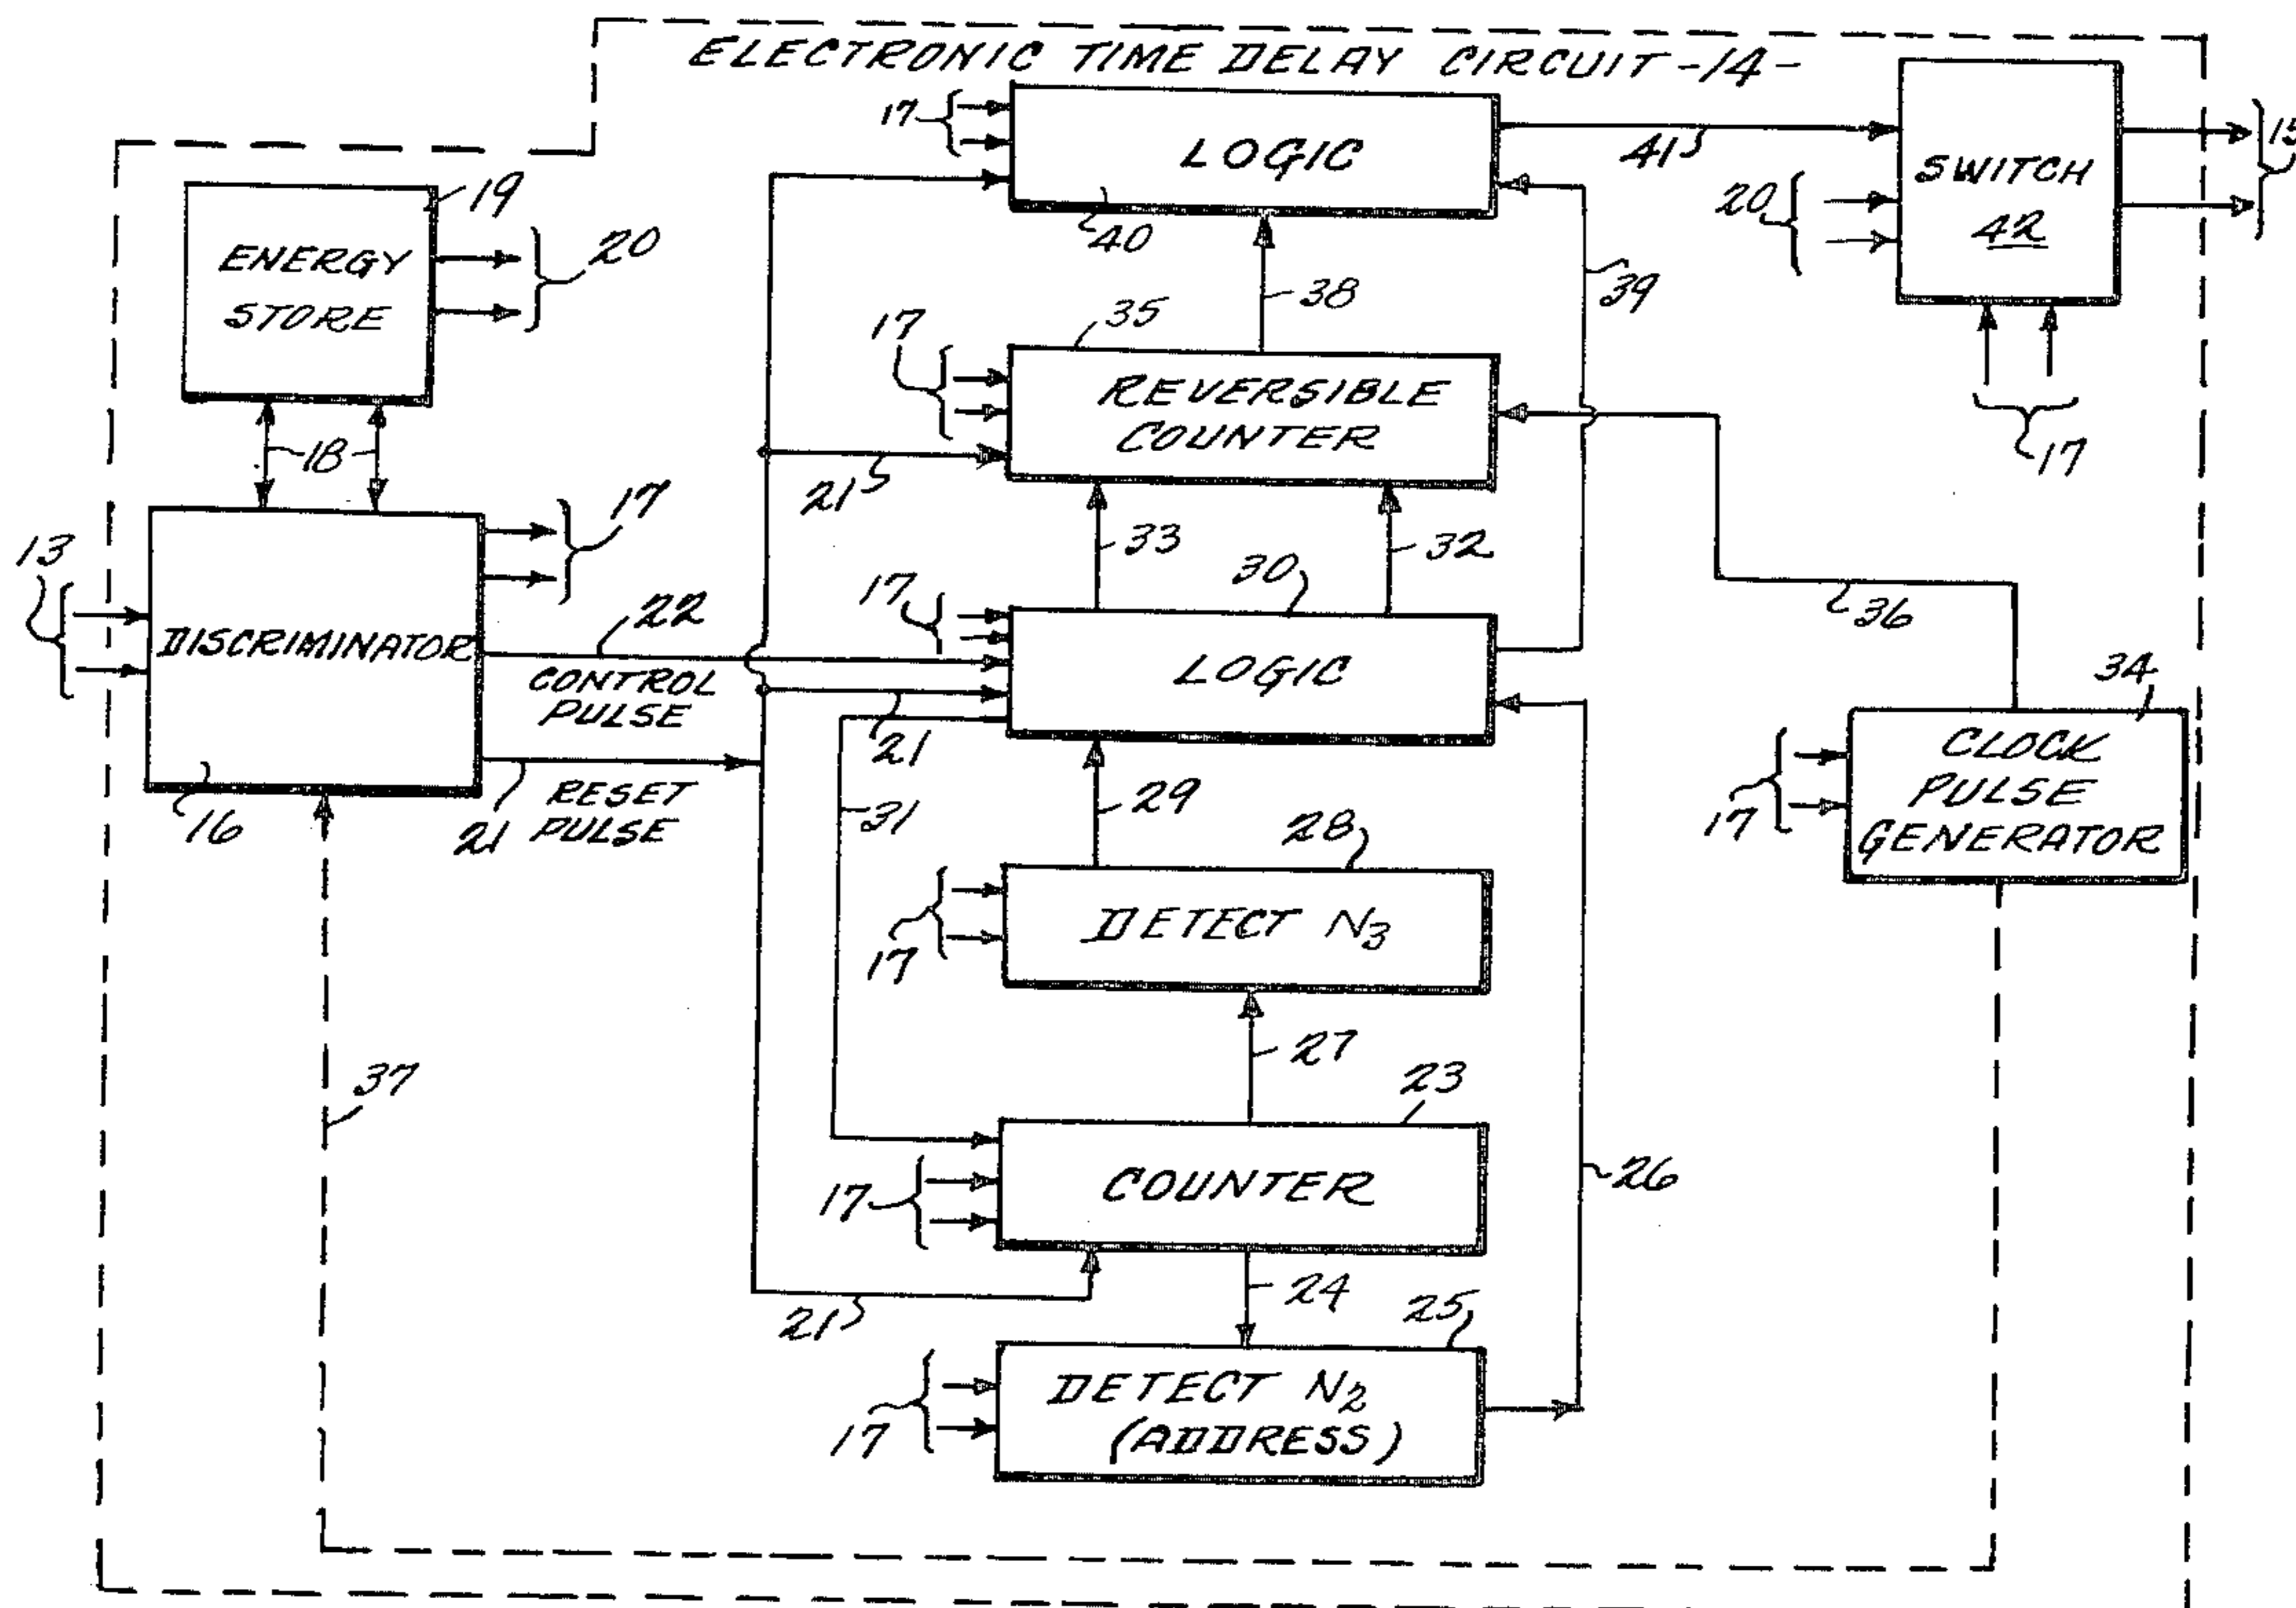 ELECTRONIC TIME DELAY CIRCUIT -14-
17
LOGIC
40
41
SWITCH
42
15
20
17
19
ENERGY
STORE
20
18
38
39
35
17
REVERSIBLE
COUNTER
21
36
13
DISCRIMINATOR
16
17
22
CONTROL
PULSE
21
RESET
PULSE
33
32
30
17
LOGIC
21
31
29
34
CLOCK
PULSE
GENERATOR
17
28
17
DETECT N3
27
37
23
COUNTER
17
26
21
24
25
DETECT N2
(ADDRESS)
17